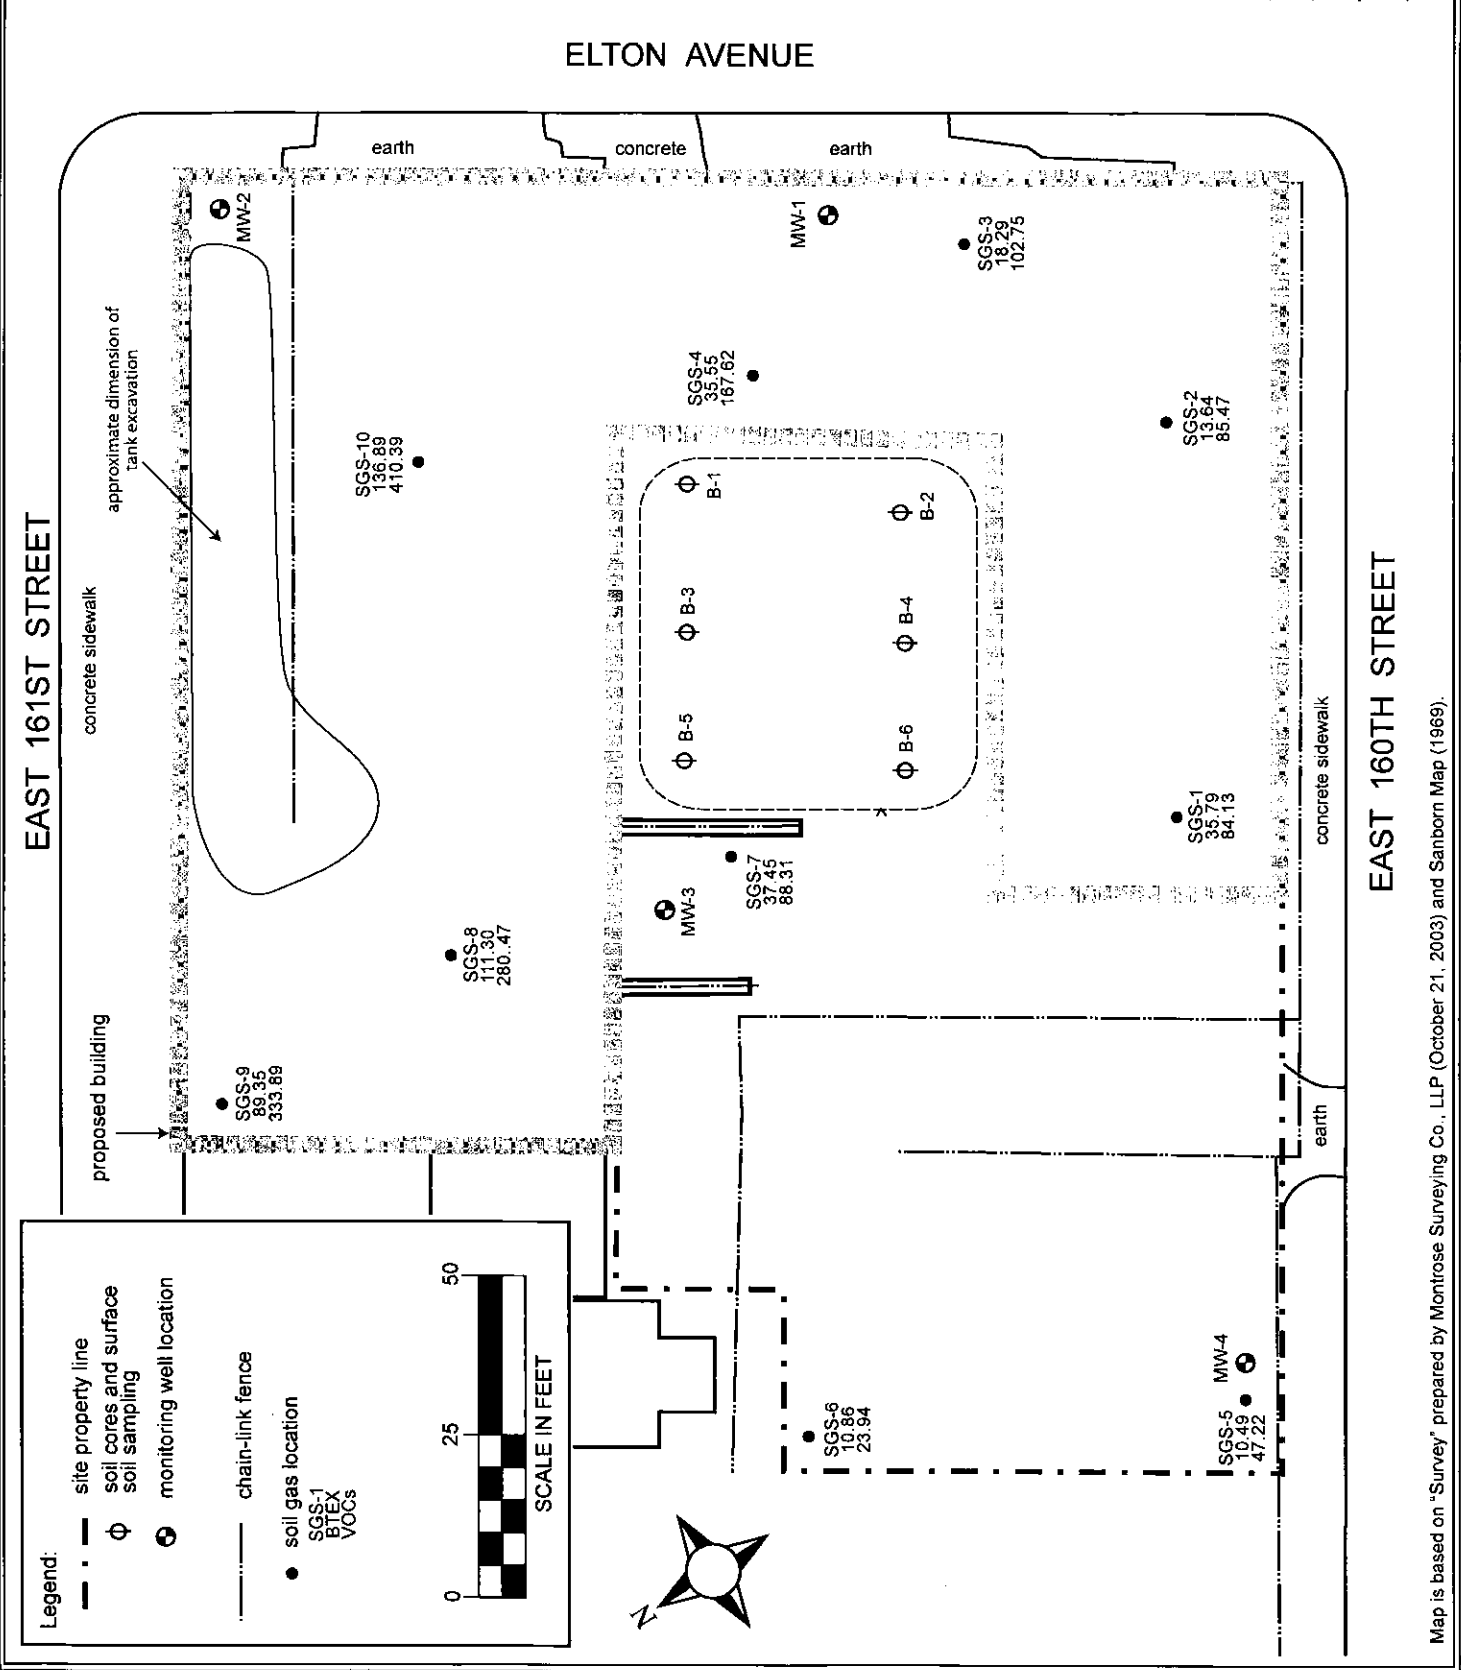 ELTON AVENUE
earth
concrete
earth
MW-2
MW-1
SGS-3
18.29
102.75
approximate dimension of
tank excavation
SGS-4
35.55
167.62
SGS-2
13.64
85.47
SGS-10
136.89
410.39
B-1
B-2
EAST 161ST STREET
concrete sidewalk
B-3
B-4
B-5
B-6
EAST 160TH STREET
concrete sidewalk
SGS-1
35.79
84.13
SGS-7
37.45
88.31
MW-3
SGS-8
111.30
280..47
SGS-9
89.35
333.89
proposed building
earth
MW-4
SGS-5
10.49
47.22
SGS-6
10.86
23.94
Legend:
site property line
soil cores and surface
soil sampling
monitoring well location
chain-link fence
soil gas location
SGS-1
BTEX
VOCs
0
25
50
SCALE IN FEET
N
Map is based on "Survey" prepared by Montrose Surveying Co., LLP (October 21, 2003) and Sanborn Map (1969).